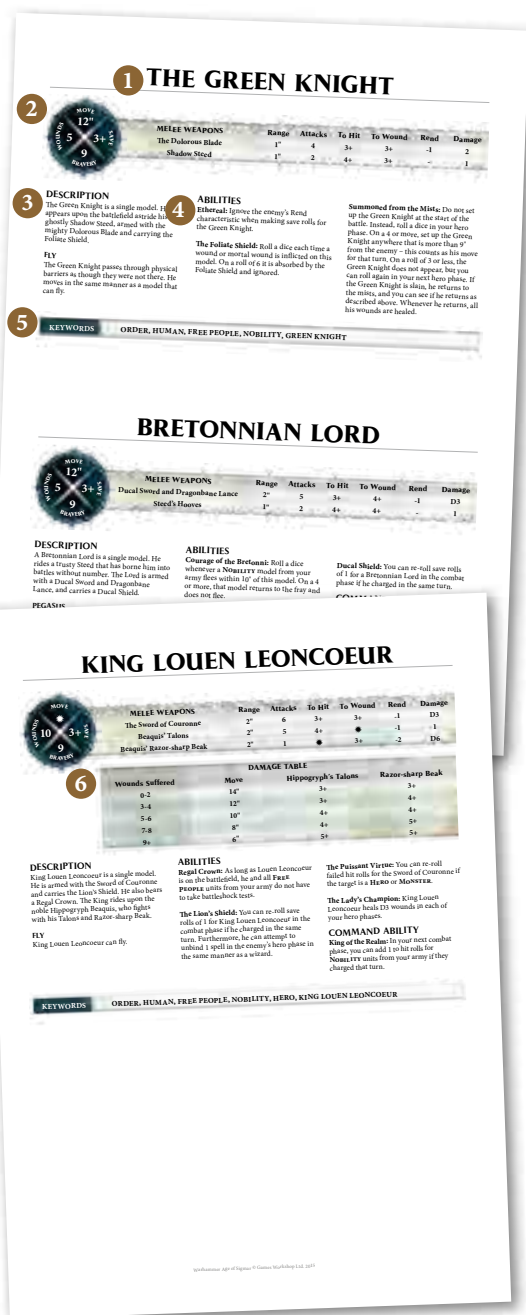 1 THE GREEN KNIGHT
2
MOVE
12"
WOUNDS 5 3+ SAVE
9
BRAVERY
MELEE WEAPONS Range Attacks To Hit To Wound Rend Damage
The Dolorous Blade 1" 4 3+ 3+ -1 2
Shadow Steed 1" 2 4+ 3+ – 1
3
DESCRIPTION
The Green Knight is a single model. He
appears upon the battlefield astride his
ghostly Shadow Steed, armed with the
mighty Dolorous Blade and carrying the
Foliate Shield.
FLY
The Green Knight passes through physical
barriers as though they were not there. He
moves in the same manner as a model that
can fly.
4
ABILITIES
Ethereal: Ignore the enemy's Rend
characteristic when making save rolls for
the Green Knight.
The Foliate Shield: Roll a dice each time a
wound or mortal wound is inflicted on this
model. On a roll of 6 it is absorbed by the
Foliate Shield and ignored.
Summoned from the Mists: Do not set
up the Green Knight at the start of the
battle. Instead, roll a dice in your hero
phase. On a 4 or more, set up the Green
Knight anywhere that is more than 9"
from the enemy – this counts as his move
for that turn. On a roll of 3 or less, the
Green Knight does not appear, but you
can roll again in your next hero phase. If
the Green Knight is slain, he returns to
the mists, and you can see if he returns as
described above. Whenever he returns, all
his wounds are healed.
5
KEYWORDS ORDER, HUMAN, FREE PEOPLE, NOBILITY, GREEN KNIGHT
BRETONNIAN LORD
MOVE
12"
WOUNDS 5 3+ SAVE
9
BRAVERY
MELEE WEAPONS Range Attacks To Hit To Wound Rend Damage
Ducal Sword and Dragonbane Lance 2" 5 3+ 4+ -1 D3
Steed's Hooves 1" 2 4+ 4+ – 1
DESCRIPTION
A Bretonnian Lord is a single model. He
rides a trusty Steed that has borne him into
battles without number. The Lord is armed
with a Ducal Sword and Dragonbane
Lance, and carries a Ducal Shield.
PEGASUS
ABILITIES
Courage of the Bretonni: Roll a dice
whenever a NOBILITY model from your
army flees within 10" of this model. On a 4
or more, that model returns to the fray and
does not flee.
Ducal Shield: You can re-roll save rolls
of 1 for a Bretonnian Lord in the combat
phase if he charged in the same turn.
KING LOUEN LEONCOEUR
MOVE
✹
WOUNDS 10 3+ SAVE
9
BRAVERY
MELEE WEAPONS Range Attacks To Hit To Wound Rend Damage
The Sword of Couronne 2" 6 3+ 3+ -1 D3
Beaquis' Talons 2" 5 4+ ✹ -1 1
Beaquis' Razor-sharp Beak 2" 1 ✹ 3+ -2 D6
6
DAMAGE TABLE
Wounds Suffered Move Hippogryph's Talons Razor-sharp Beak
0-2 14" 3+ 3+
3-4 12" 3+ 4+
5-6 10" 4+ 4+
7-8 8" 4+ 5+
9+ 6" 5+ 5+
DESCRIPTION
King Louen Leoncoeur is a single model.
He is armed with the Sword of Couronne
and carries the Lion's Shield. He also bears
a Regal Crown. The King rides upon the
noble Hippogryph Beaquis, who fights
with his Talons and Razor-sharp Beak.
FLY
King Louen Leoncoeur can fly.
ABILITIES
Regal Crown: As long as Louen Leoncoeur
is on the battlefield, he and all FREE
PEOPLE units from your army do not have
to take battleshock tests.
The Lion's Shield: You can re-roll save
rolls of 1 for King Louen Leoncoeur in the
combat phase if he charged in the same
turn. Furthermore, he can attempt to
unbind 1 spell in the enemy's hero phase in
the same manner as a wizard.
The Puissant Virtue: You can re-roll
failed hit rolls for the Sword of Couronne if
the target is a HERO or MONSTER.
The Lady's Champion: King Louen
Leoncoeur heals D3 wounds in each of
your hero phases.
COMMAND ABILITY
King of the Realm: In your next combat
phase, you can add 1 to hit rolls for
NOBILITY units from your army if they
charged that turn.
KEYWORDS ORDER, HUMAN, FREE PEOPLE, NOBILITY, HERO, KING LOUEN LEONCOEUR
Warhammer: Age of Sigmar © Games Workshop Ltd.